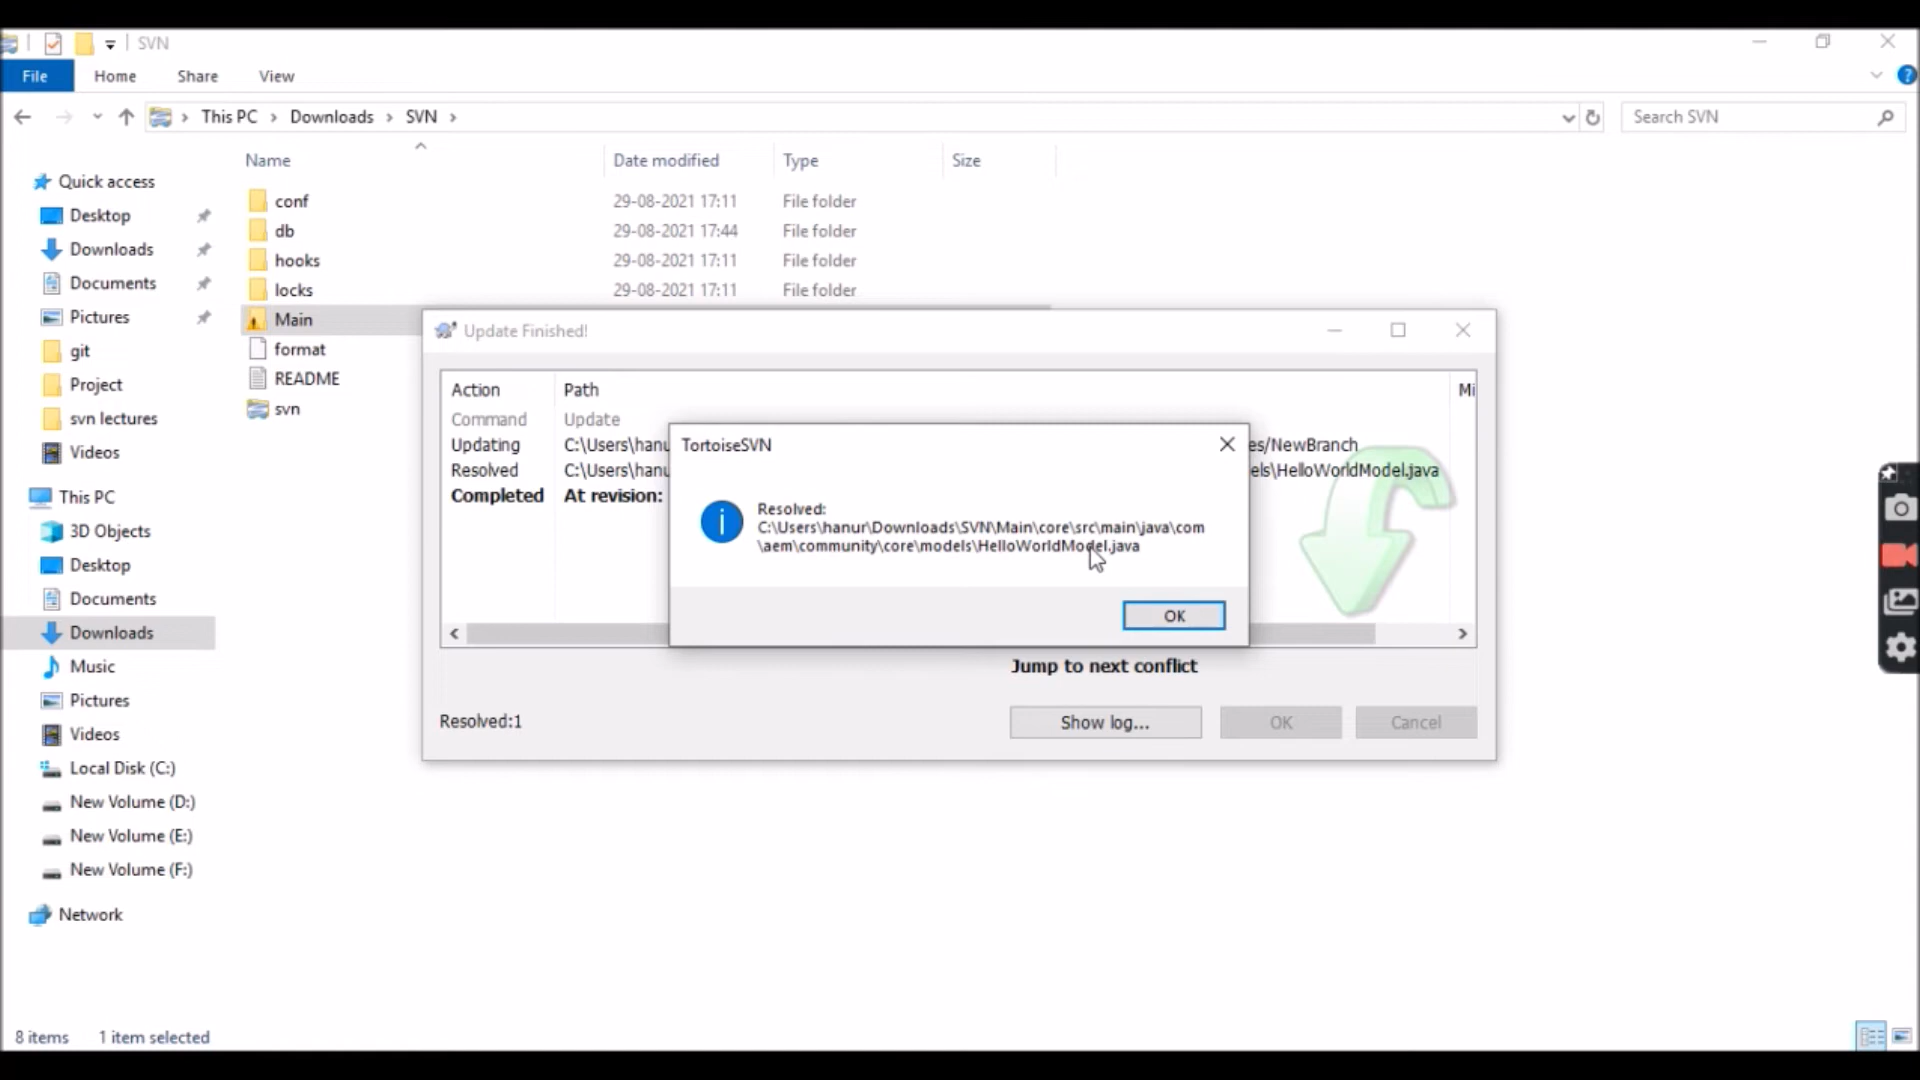 SVN
File Home Share View
This PC Downloads SVN
Search SVN
Name Date modified Type Size
Quick access
Desktop
Downloads
Documents
Pictures
git
Project
svn lectures
Videos
This PC
3D Objects
Desktop
Documents
Downloads
Music
Pictures
Videos
Local Disk (C:)
New Volume (D:)
New Volume (E:)
New Volume (F:)
Network
conf 29-08-2021 17:11 File folder
db 29-08-2021 17:44 File folder
hooks 29-08-2021 17:11 File folder
locks 29-08-2021 17:11 File folder
Main
format
README
svn
Update Finished!
Action Path Mi
Command Update
Updating C:\Users\hanu es/NewBranch
Resolved C:\Users\hanu els\HelloWorldModel.java
Completed At revision:
TortoiseSVN
Resolved:
C:\Users\hanur\Downloads\SVN\Main\core\src\main\java\com
\aem\community\core\models\HelloWorldModel.java
OK
Jump to next conflict
Resolved:1
Show log... OK Cancel
8 items 1 item selected